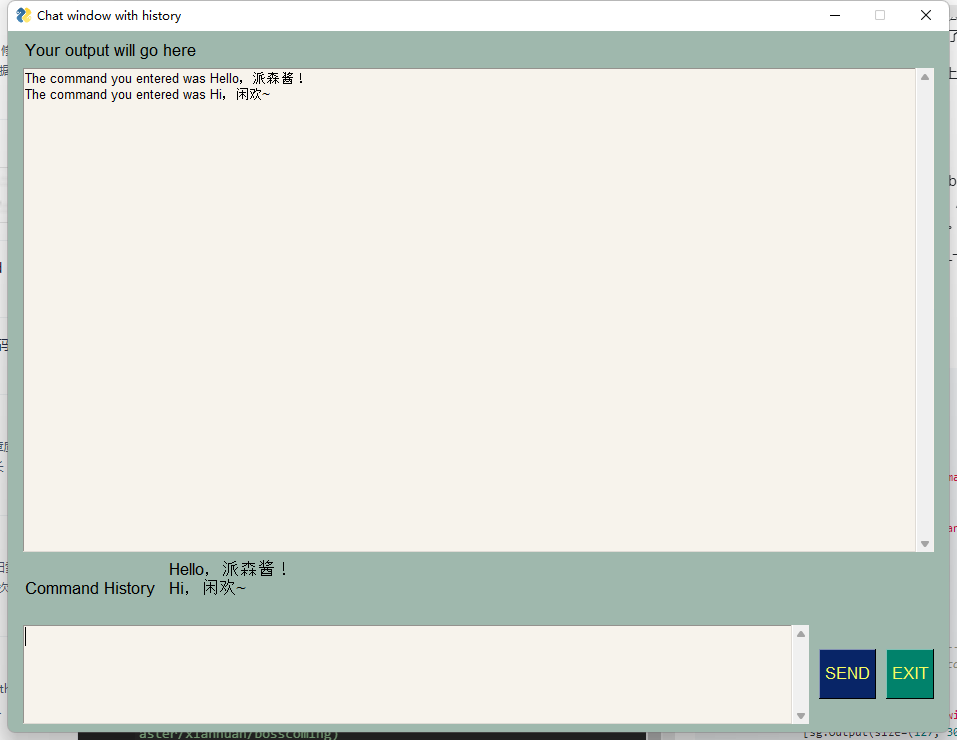 Chat window with history
Your output will go here
The command you entered was Hello，派森酱！
The command you entered was Hi，闲欢~
Hello，派森酱！
Command History
Hi，闲欢~
SEND
EXIT
aster/xianhuan/bosscoming)
[sg.Output(size=(127, 30